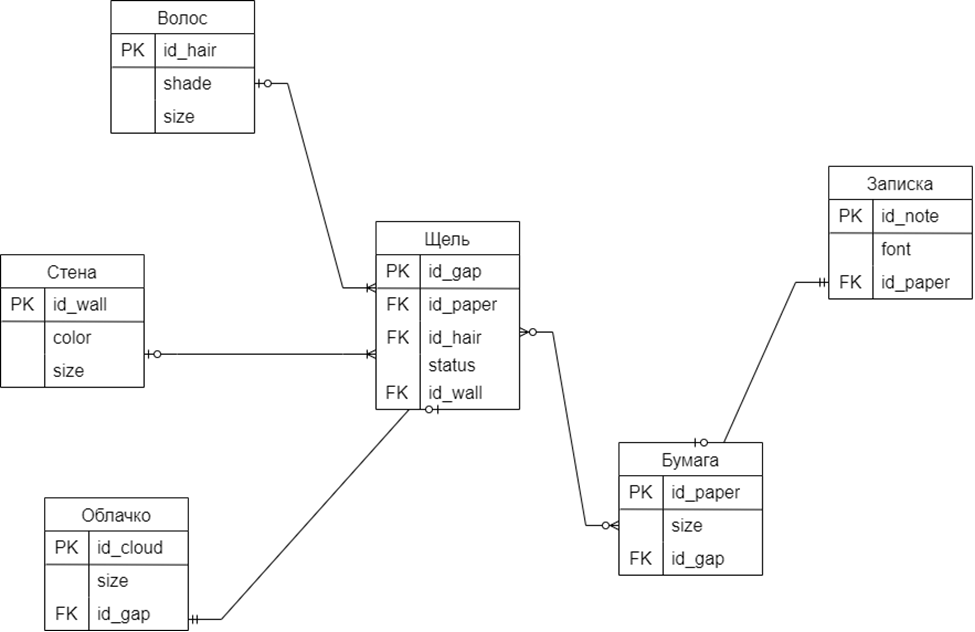 Волос
PK id_hair
shade
size
Стена
PK id_wall
color
size
Облачко
PK id_cloud
size
FK id_gap
Щель
PK id_gap
FK id_paper
FK id_hair
status
FK id_wall
Бумага
PK id_paper
size
FK id_gap
Записка
PK id_note
font
FK id_paper